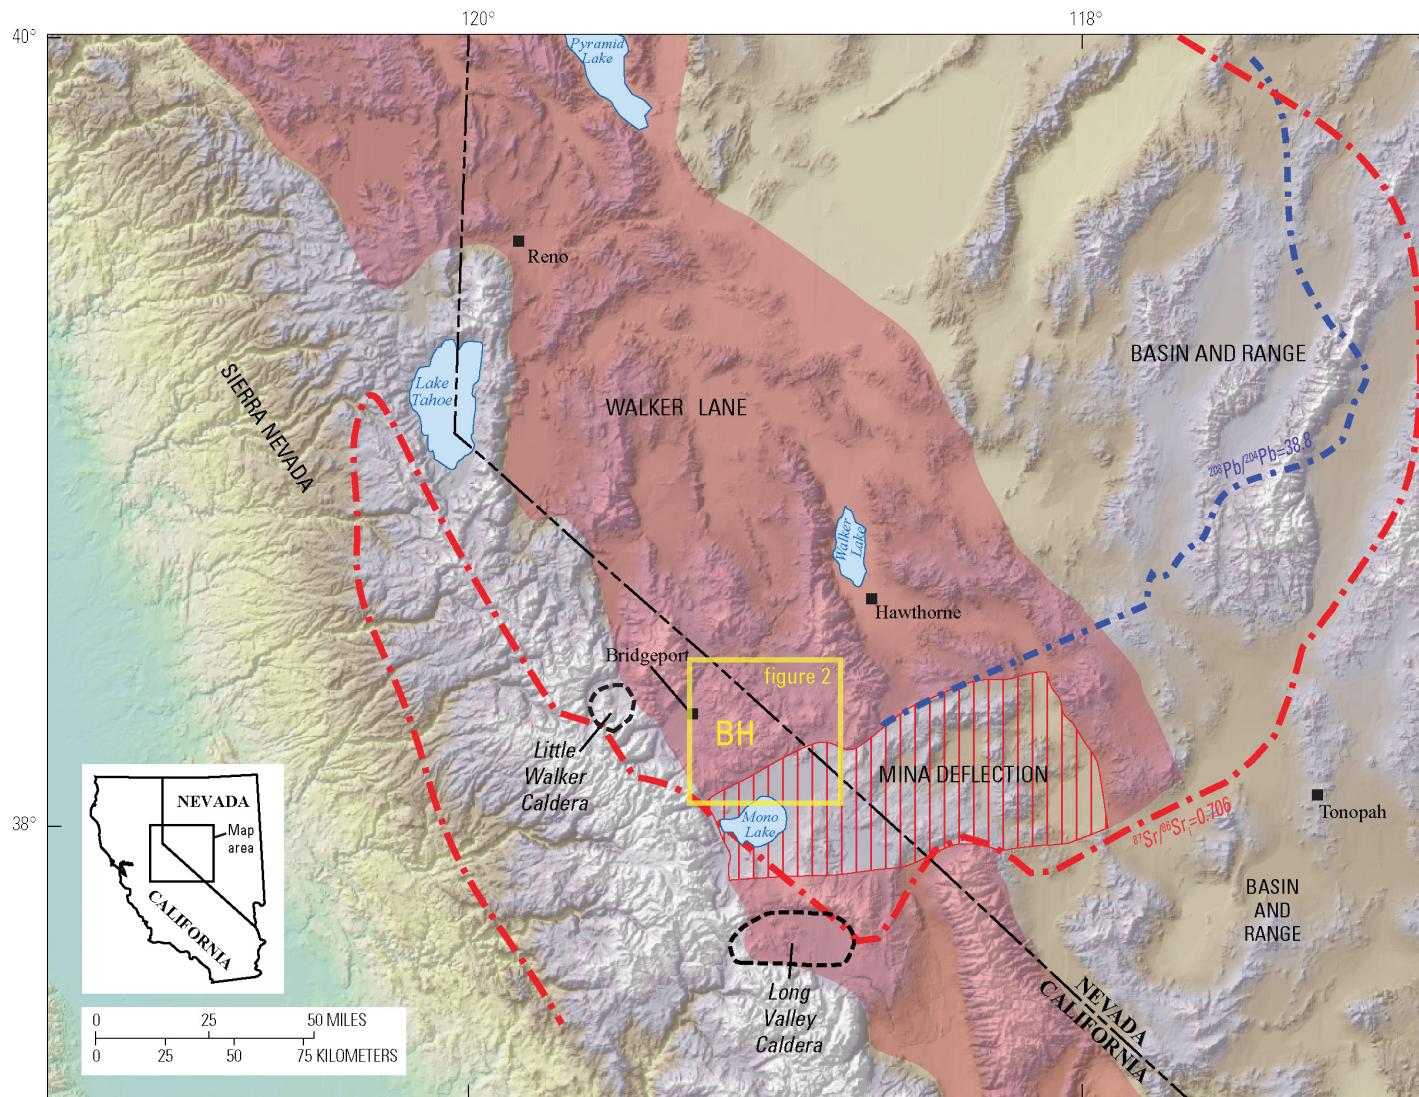 120°
118°
40°
Pyramid
Lake
Reno
BASIN AND RANGE
Lake
Tahoe
SIERRA NEVADA
WALKER LANE
208Pb/204Pb=38.8
Walker
Lake
Hawthorne
Bridgeport
figure 2
BH
Little
Walker
Caldera
MINA DEFLECTION
NEVADA
Map
area
CALIFORNIA
38°
Mono
Lake
87Sr/86Sri=0.706
Tonopah
BASIN
AND
RANGE
Long
Valley
Caldera
NEVADA
CALIFORNIA
0 25 50 MILES
0 25 50 75 KILOMETERS